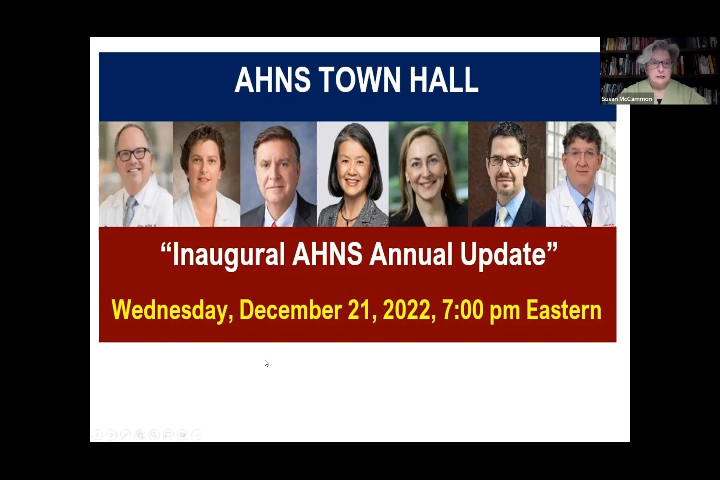 AHNS TOWN HALL
Susan McCammon
“Inaugural AHNS Annual Update”
Wednesday, December 21, 2022, 7:00 pm Eastern